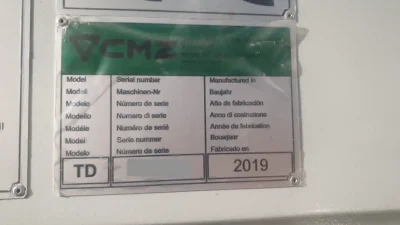 CMZ
Model Serial number Manufactured in
Modell Maschinen-Nr Baujahr
Modelo Número de serie Año de fabricación
Modello Numero di serie Anno di costruzione
Modèle Numéro de série Année de fabrication
Model Serie nummer Bouwjaar
Modelo Número de serie Fabricado en
TD 2019